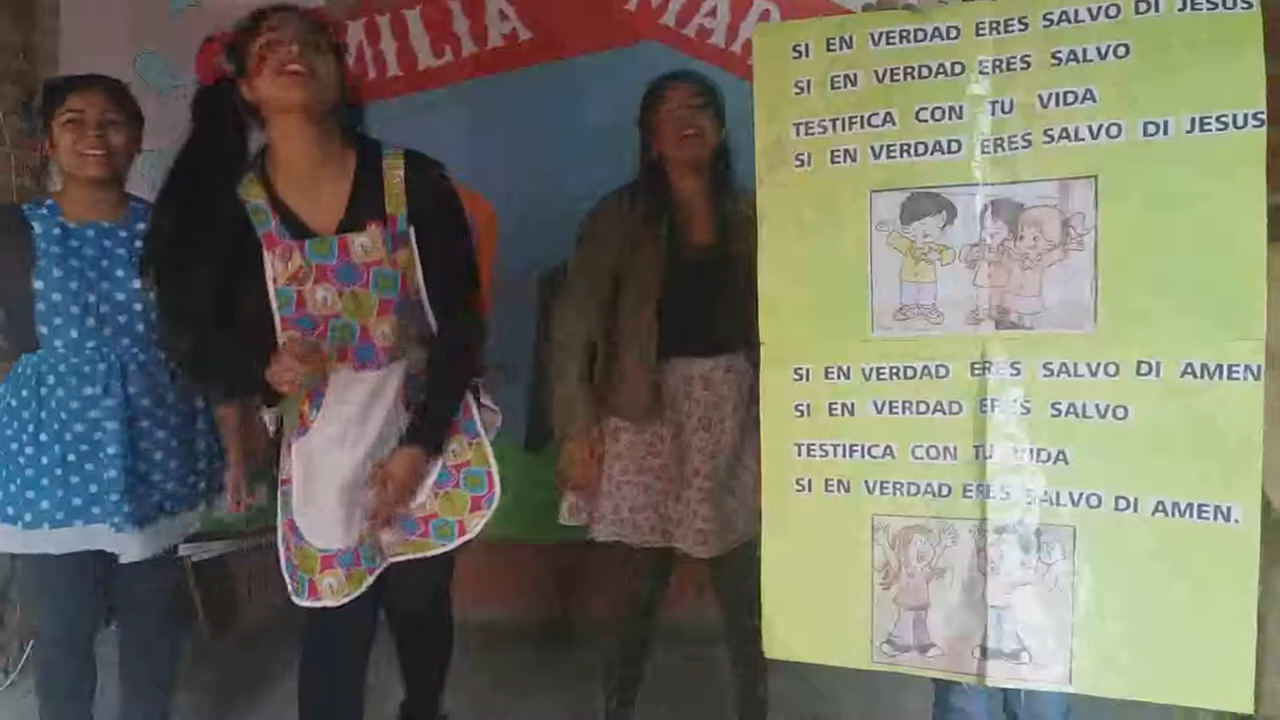 MILIA
MAR
SI EN VERDAD ERES SALVO DI JESUS
SI EN VERDAD ERES SALVO
TESTIFICA CON TU VIDA
SI EN VERDAD ERES SALVO DI JESUS
SI EN VERDAD ERES SALVO DI AMEN
SI EN VERDAD ERES SALVO
TESTIFICA CON TU VIDA
SI EN VERDAD ERES SALVO DI AMEN.